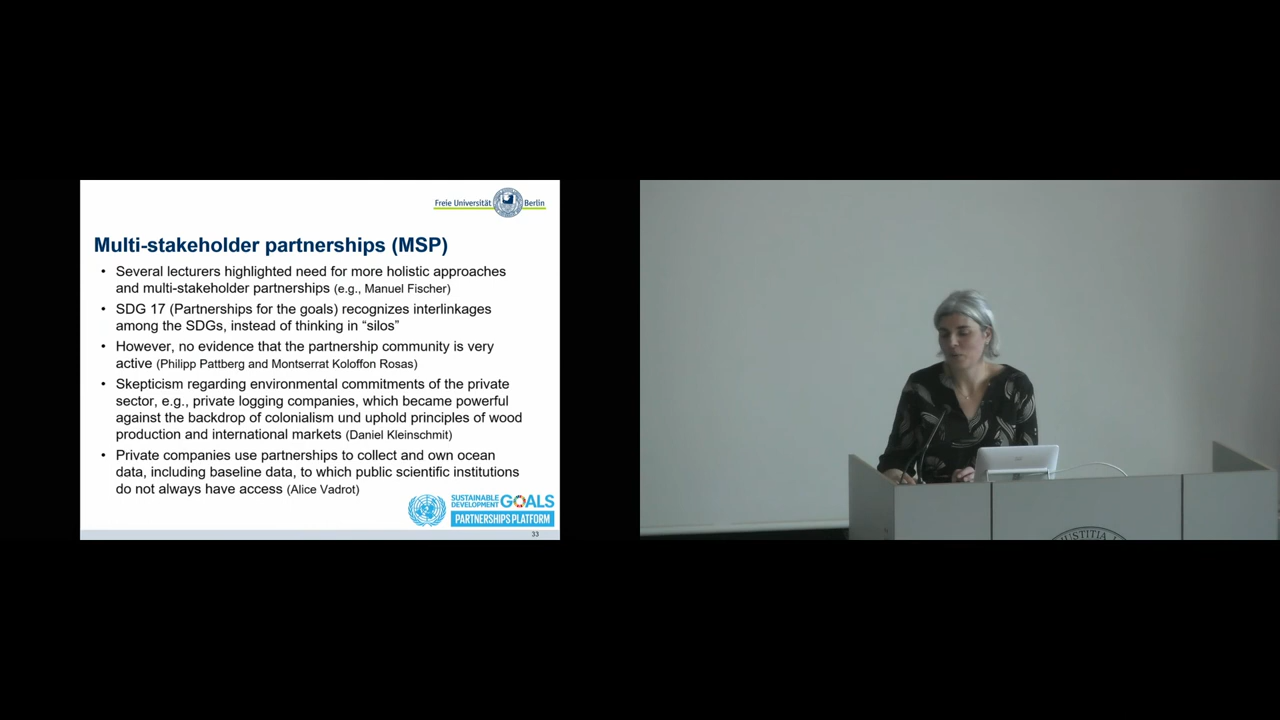 Freie Universität Berlin
Multi-stakeholder partnerships (MSP)
• Several lecturers highlighted need for more holistic approaches
and multi-stakeholder partnerships (e.g., Manuel Fischer)
• SDG 17 (Partnerships for the goals) recognizes interlinkages
among the SDGs, instead of thinking in “silos”
• However, no evidence that the partnership community is very
active (Philipp Pattberg and Montserrat Koloffon Rosas)
• Skepticism regarding environmental commitments of the private
sector, e.g., private logging companies, which became powerful
against the backdrop of colonialism und uphold principles of wood
production and international markets (Daniel Kleinschmit)
• Private companies use partnerships to collect and own ocean
data, including baseline data, to which public scientific institutions
do not always have access (Alice Vadrot)
SUSTAINABLE
DEVELOPMENT GOALS
PARTNERSHIPS PLATFORM
33